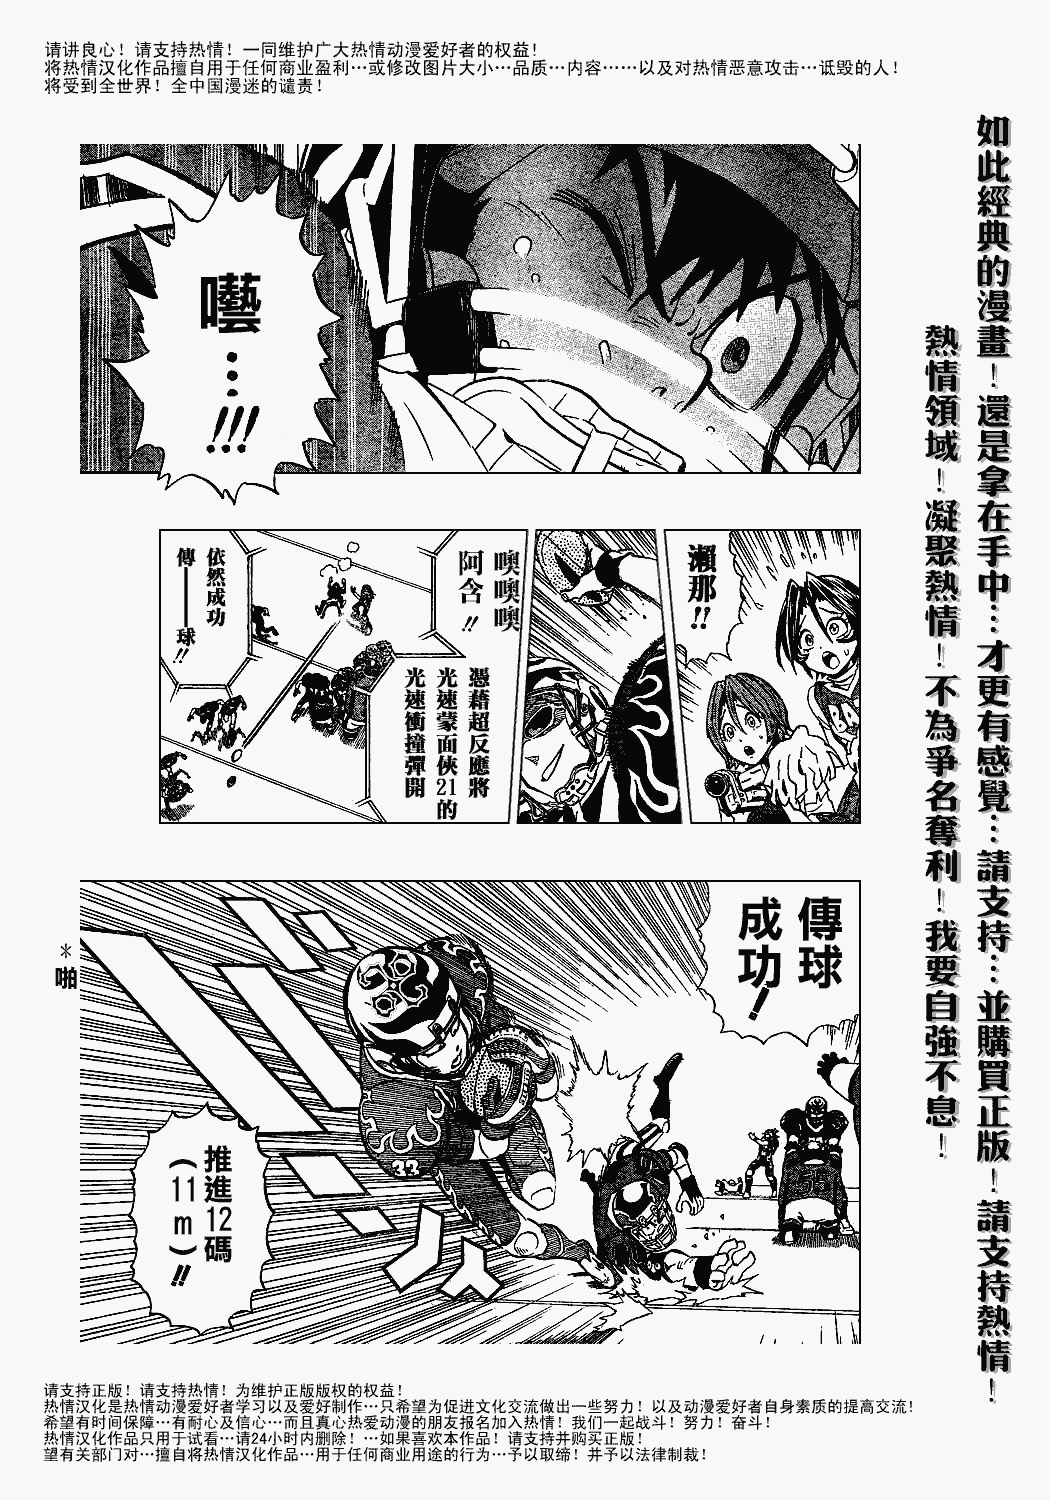 请讲良心！请支持热情！一同维护广大热情动漫爱好者的权益！
将热情汉化作品擅自用于任何商业盈利…或修改图片大小…品质…内容……以及对热情恶意攻击…诋毁的人！
将受到全世界！全中国漫迷的谴责！
如此經典的漫畫！還是拿在手中…才更有感覺…請支持…並購買正版！請支持熱情！
熱情領域！凝聚熱情！不為爭名奪利！我要自強不息！
囈…!!!
瀨那!!
噢噢噢
阿含!!
憑藉超反應將
光速蒙面俠21的
光速衝撞彈開
依然成功
傳——球!!
傳球
成功！
＊啪
推進12碼
(11m)!!
请支持正版！请支持热情！为维护正版版权的权益！
热情汉化是热情动漫爱好者学习以及爱好制作…只希望为促进文化交流做出一些努力！以及动漫爱好者自身素质的提高交流！
希望有时间保障…有耐心及信心…而且真心热爱动漫的朋友报名加入热情！我们一起战斗！努力！奋斗！
热情汉化作品只用于试看…请24小时内删除！…如果喜欢本作品！请支持并购买正版！
望有关部门对…擅自将热情汉化作品…用于任何商业用途的行为…予以取缔！并予以法律制裁！
33
55